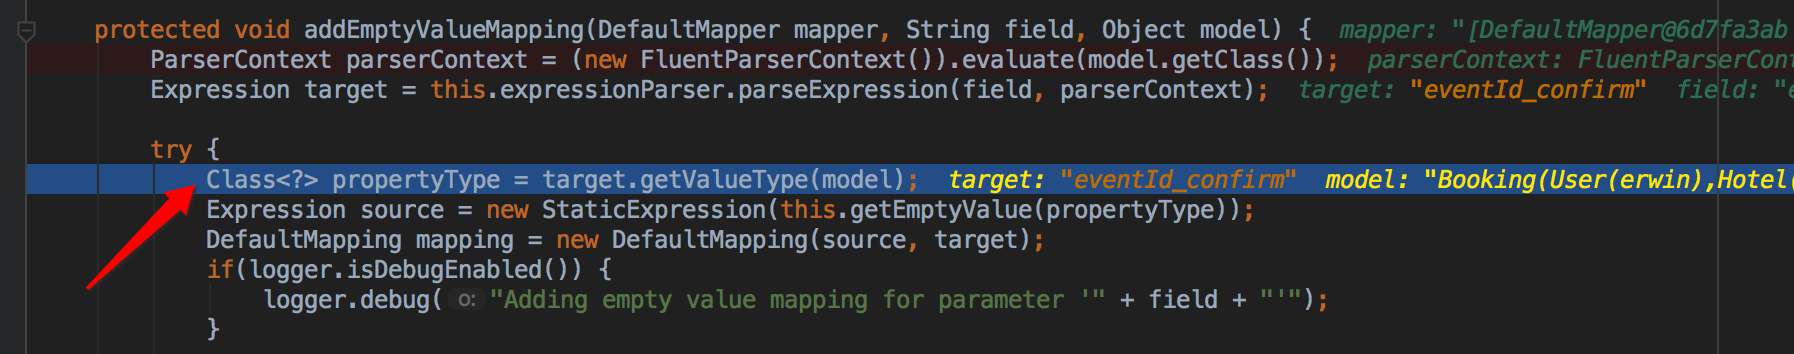 protected void addEmptyValueMapping(DefaultMapper mapper, String field, Object model) { mapper: "[DefaultMapper@6d7fa3ab
ParserContext parserContext = (new FluentParserContext()).evaluate(model.getClass()); parserContext: FluentParserCont
Expression target = this.expressionParser.parseExpression(field, parserContext); target: "eventId_confirm" field: "e
try {
Class<?> propertyType = target.getValueType(model); target: "eventId_confirm" model: "Booking(User(erwin),Hotel(
Expression source = new StaticExpression(this.getEmptyValue(propertyType));
DefaultMapping mapping = new DefaultMapping(source, target);
if(logger.isDebugEnabled()) {
logger.debug( o: "Adding empty value mapping for parameter '" + field + "'");
}